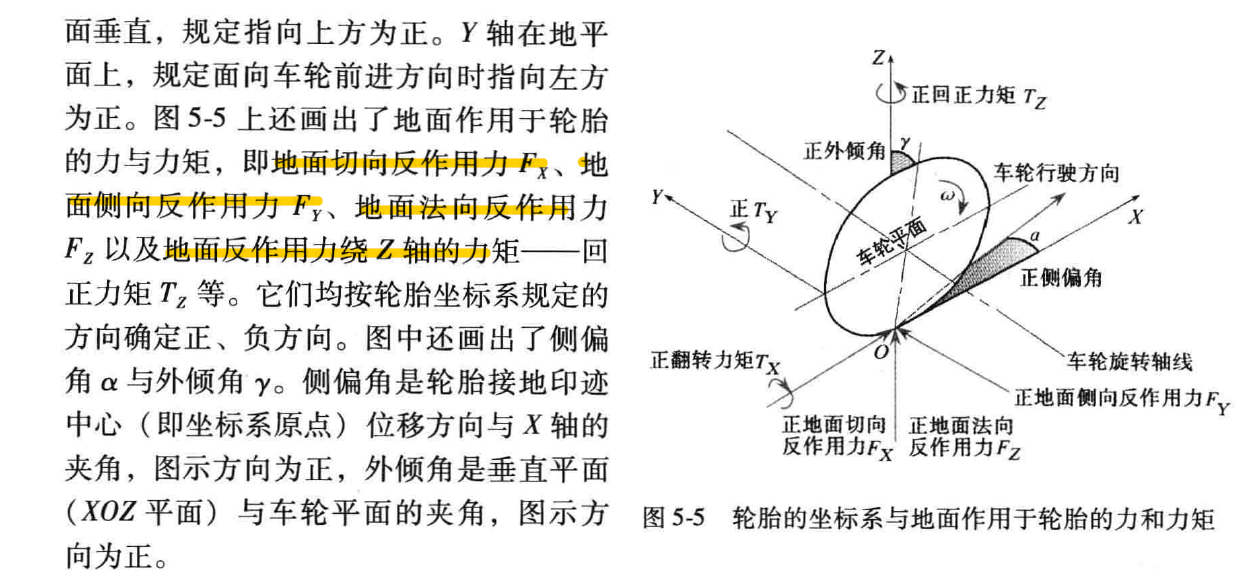 面垂直，规定指向上方为正。Y 轴在地平
面上，规定面向车轮前进方向时指向左方
为正。图 5-5 上还画出了地面作用于轮胎
的力与力矩，即地面切向反作用力 F_X、地
面侧向反作用力 F_Y、地面法向反作用力
F_Z 以及地面反作用力绕 Z 轴的力矩——回
正力矩 T_Z 等。它们均按轮胎坐标系规定的
方向确定正、负方向。图中还画出了侧偏
角 α 与外倾角 γ。侧偏角是轮胎接地印迹
中心（即坐标系原点）位移方向与 X 轴的
夹角，图示方向为正，外倾角是垂直平面
（XOZ 平面）与车轮平面的夹角，图示方
向为正。
Z
正回正力矩 T_Z
正外倾角
γ
车轮行驶方向
ω
Y
正 T_Y
X
车轮平面
α
正侧偏角
O
正翻转力矩T_X
车轮旋转轴线
正地面侧向反作用力F_Y
正地面切向
反作用力F_X
正地面法向
反作用力F_Z
图 5-5 轮胎的坐标系与地面作用于轮胎的力和力矩